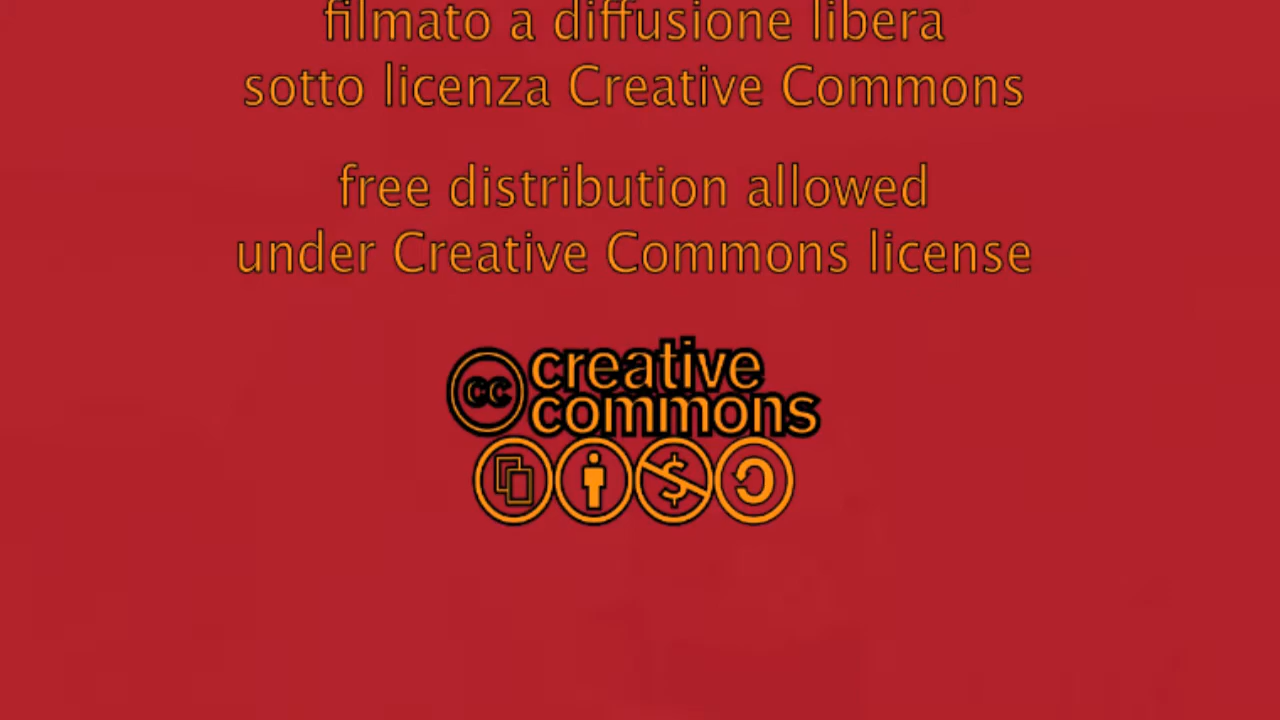 filmato a diffusione libera
sotto licenza Creative Commons
free distribution allowed
under Creative Commons license
cc creative
commons
$